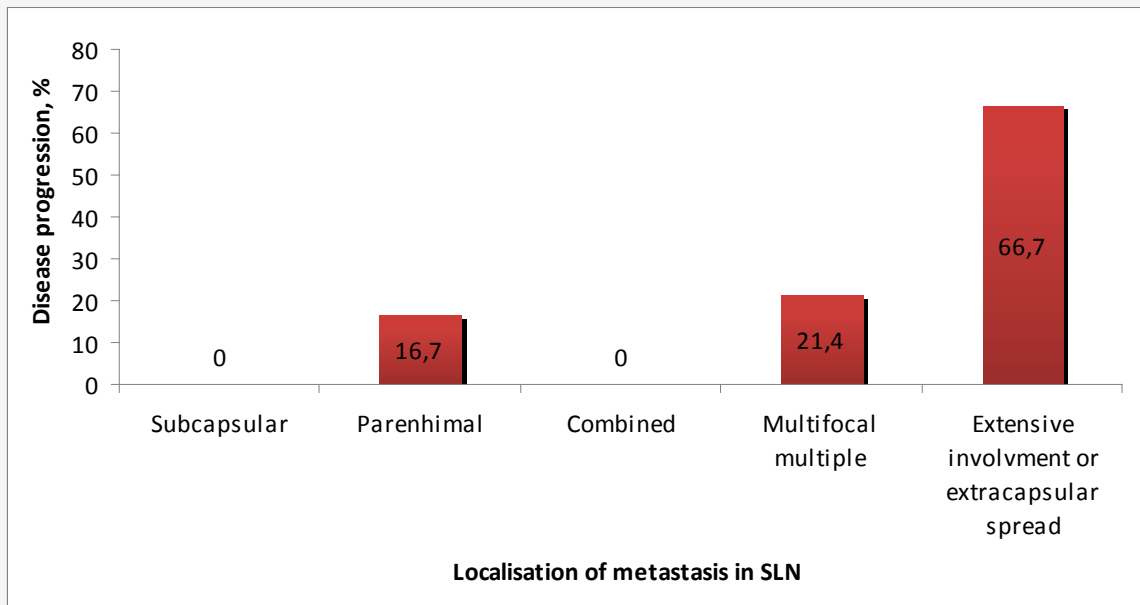 Disease progression, %
80
70
60
50
40
30
20
10
0
0
16,7
0
21,4
66,7
Subcapsular
Parenhimal
Combined
Multifocal
multiple
Extensive
involvment or
extracapsular
spread
Localisation of metastasis in SLN